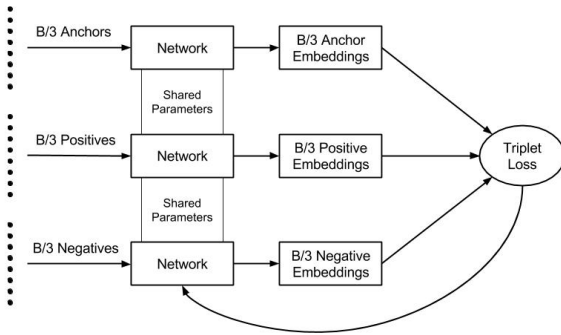 B/3 Anchors
Network
B/3 Anchor
Embeddings
Shared
Parameters
B/3 Positives
Network
B/3 Positive
Embeddings
Triplet
Loss
Shared
Parameters
B/3 Negatives
Network
B/3 Negative
Embeddings